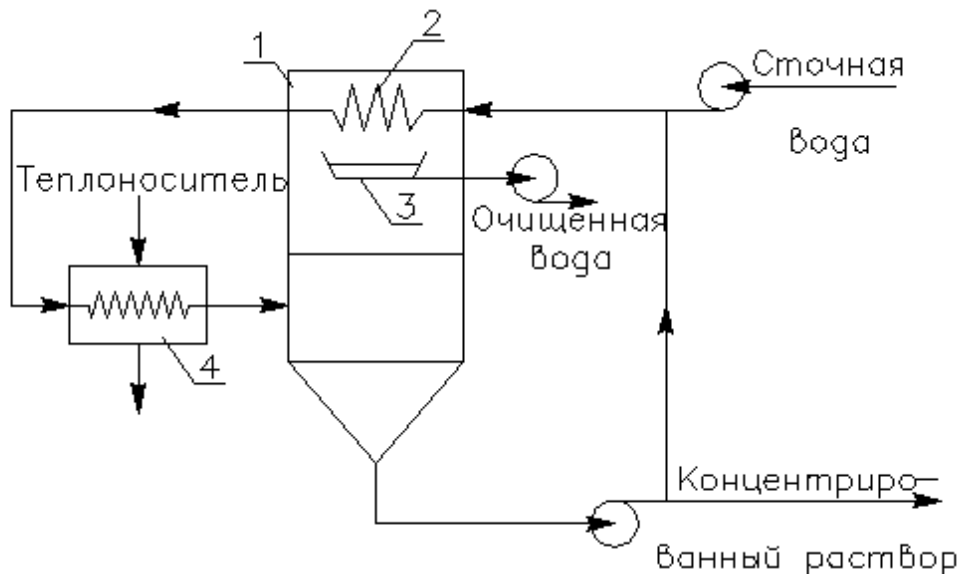 1
2
Сточная
вода
Теплоноситель
3
Очищенная
вода
4
Концентриро-
ванный раствор